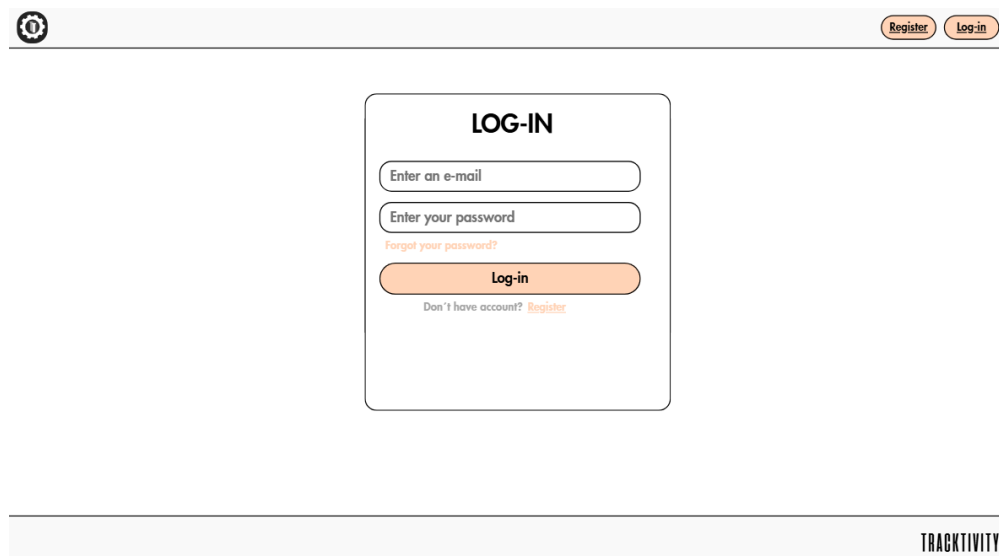 Register Log-in
LOG-IN
Enter an e-mail
Enter your password
Forgot your password?
Log-in
Don´t have account? Register
TRACKTIVITY